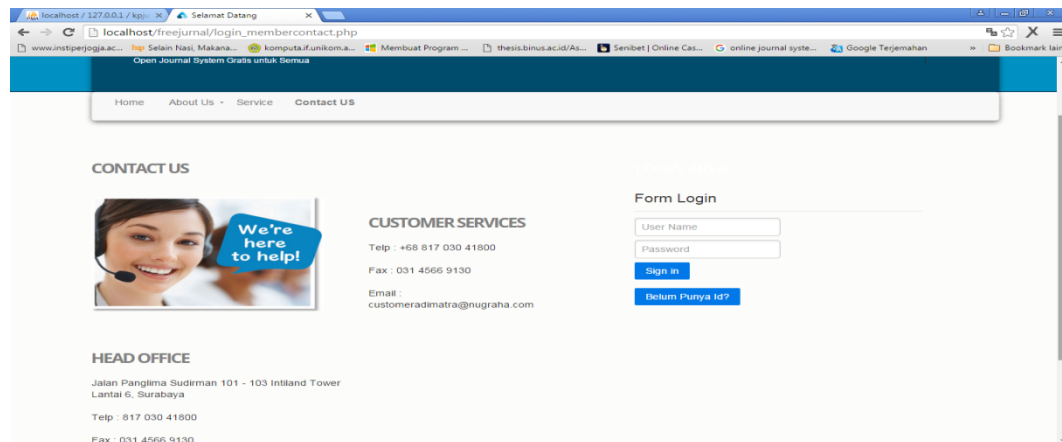 localhost / 127.0.0.1 / kpju
Selamat Datang
localhost/freejurnal/login_membercontact.php
www.instiperjogja.ac... Selain Nasi, Makana... komputa.if.unikom.a... Membuat Program ... thesis.binus.ac.id/As... Senibet | Online Cas... online journal syste... Google Terjemahan » Bookmark lain
Open Journal System Gratis untuk Semua
Home About Us Service Contact US
CONTACT US
We're
here
to help!
CUSTOMER SERVICES
Telp : +68 817 030 41800
Fax : 031 4566 9130
Email :
customeradimatra@nugraha.com
Form Login
User Name
Password
Sign in
Belum Punya Id?
HEAD OFFICE
Jalan Panglima Sudirman 101 - 103 Intiland Tower
Lantai 6, Surabaya
Telp : 817 030 41800
Fax : 031 4566 9130